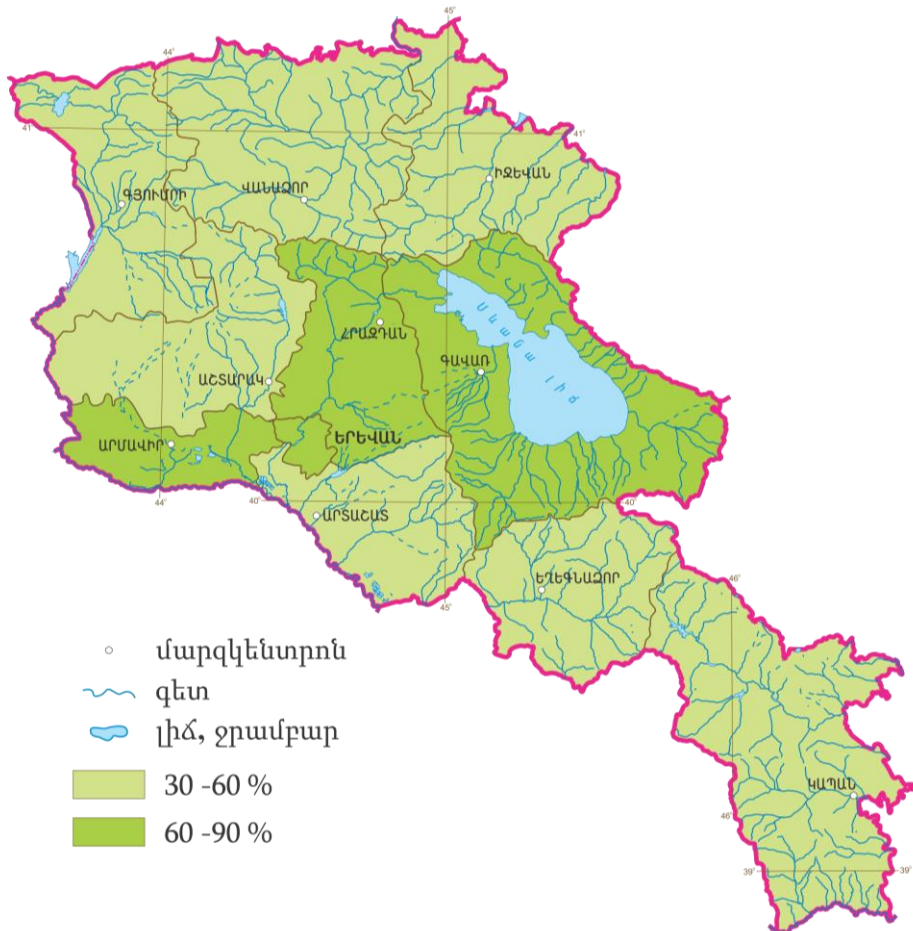 45°
44°
41°
41°
ԳՅՈՒՄՐԻ
ՎԱՆԱՁՈՐ
ԻՋԵՎԱՆ
ՀՐԱԶԴԱՆ
Սևանա լիճ
ԳԱՎԱՌ
ԱՇՏԱՐԱԿ
ԱՐՄԱՎԻՐ
ԵՐԵՎԱՆ
44°
40°
40°
ԱՐՏԱՇԱՏ
ԵՂԵԳՆԱՁՈՐ
46°
45°
մարզկենտրոն
գետ
լիճ, ջրամբար
30 -60 %
60 -90 %
ԿԱՊԱՆ
46°
39°
39°